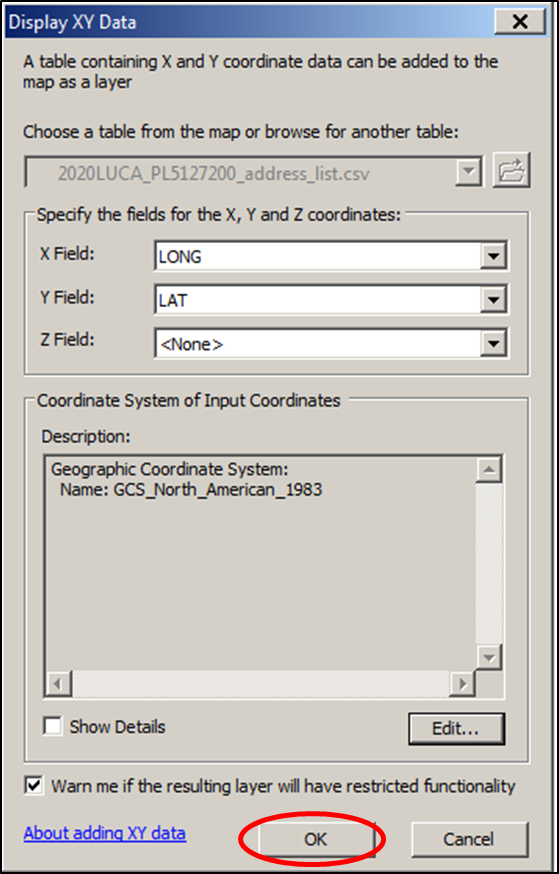 Display XY Data
A table containing X and Y coordinate data can be added to the
map as a layer
Choose a table from the map or browse for another table:
2020LUCA_PL5127200_address_list.csv
Specify the fields for the X, Y and Z coordinates:
X Field: LONG
Y Field: LAT
Z Field: <None>
Coordinate System of Input Coordinates
Description:
Geographic Coordinate System:
Name: GCS_North_American_1983
Show Details Edit...
Warn me if the resulting layer will have restricted functionality
About adding XY data OK Cancel